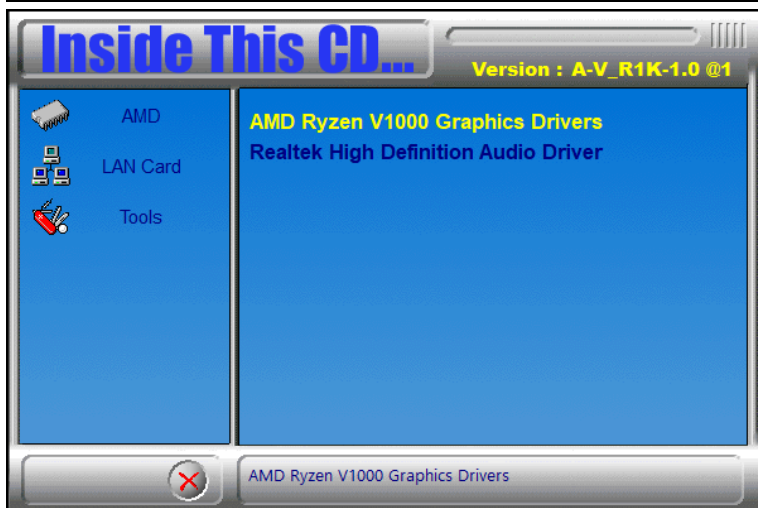 Inside This CD...
Version : A-V_R1K-1.0 @1
AMD
LAN Card
Tools
AMD Ryzen V1000 Graphics Drivers
Realtek High Definition Audio Driver
AMD Ryzen V1000 Graphics Drivers